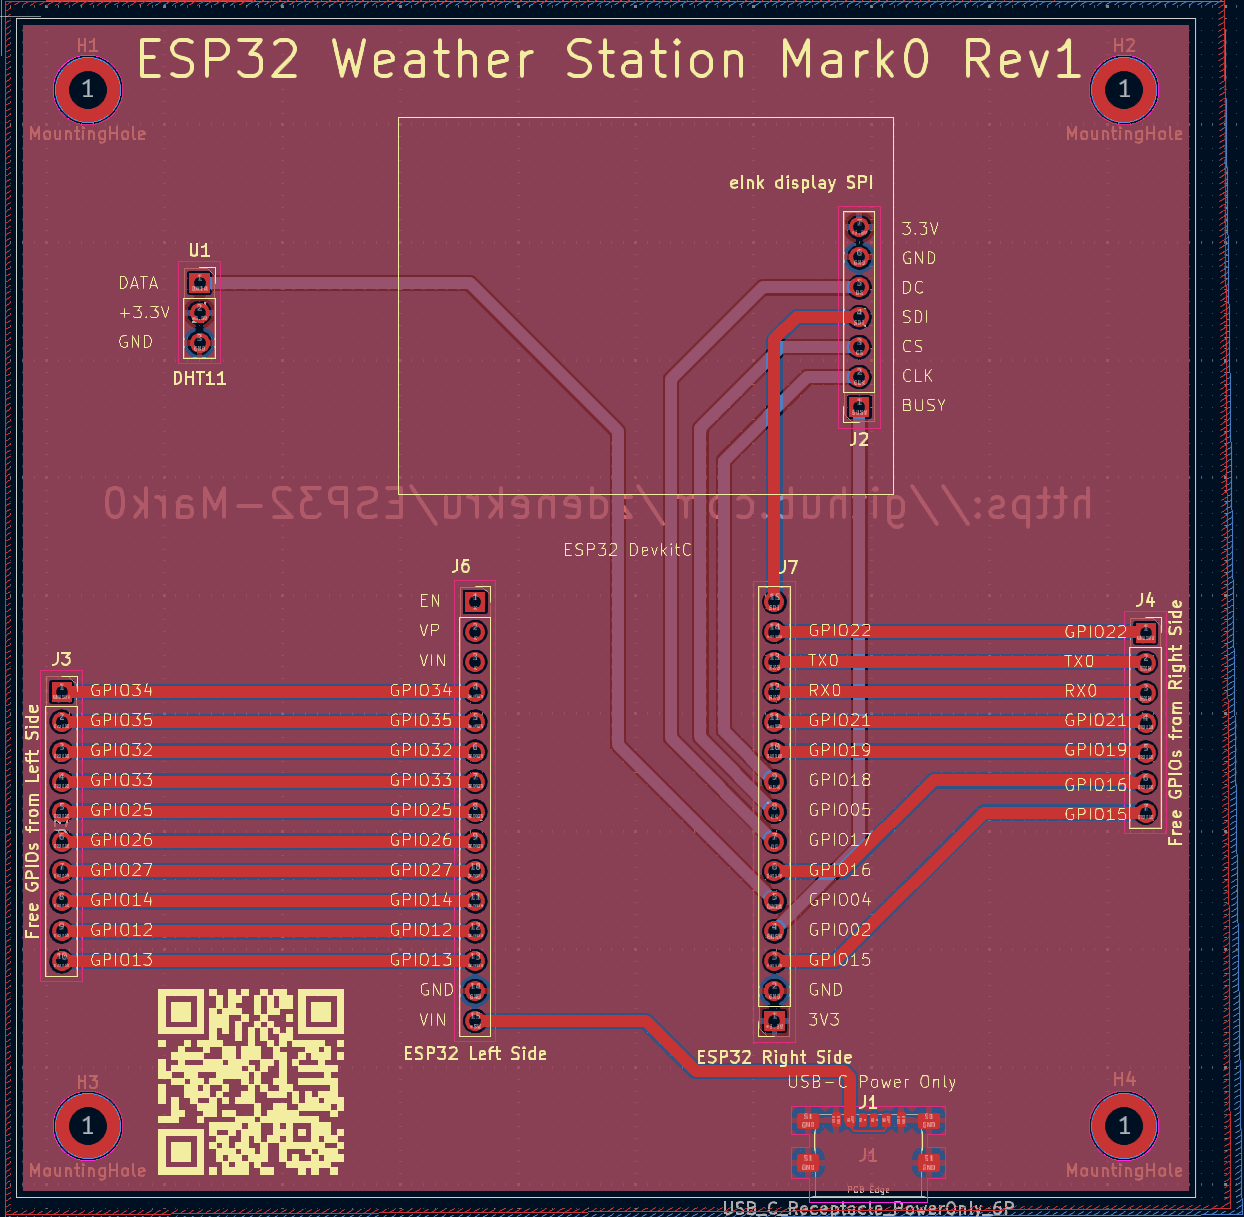 ESP32 Weather Station Mark0 Rev1
H1
1
MountingHole
H2
1
MountingHole
eInk display SPI
3.3V
GND
DC
SDI
CS
CLK
BUSY
J2
U1
DATA
+3.3V
GND
DHT11
https://github.com/zdenekru/ESP32-Mark0
ESP32 DevkitC
J3
Free GPIOs from Left Side
GPIO34
GPIO35
GPIO32
GPIO33
GPIO25
GPIO26
GPIO27
GPIO14
GPIO12
GPIO13
J6
EN
VP
VIN
GPIO34
GPIO35
GPIO32
GPIO33
GPIO25
GPIO26
GPIO27
GPIO14
GPIO12
GPIO13
GND
VIN
ESP32 Left Side
J7
GPIO22
TX0
RX0
GPIO21
GPIO19
GPIO18
GPIO05
GPIO17
GPIO16
GPIO04
GPIO02
GPIO15
GND
3V3
ESP32 Right Side
J4
GPIO22
TX0
RX0
GPIO21
GPIO19
GPIO16
GPIO15
Free GPIOs from Right Side
USB-C Power Only
J1
J1
PCB Edge
USB_C_Receptacle_PowerOnly_6P
H3
1
MountingHole
H4
1
MountingHole